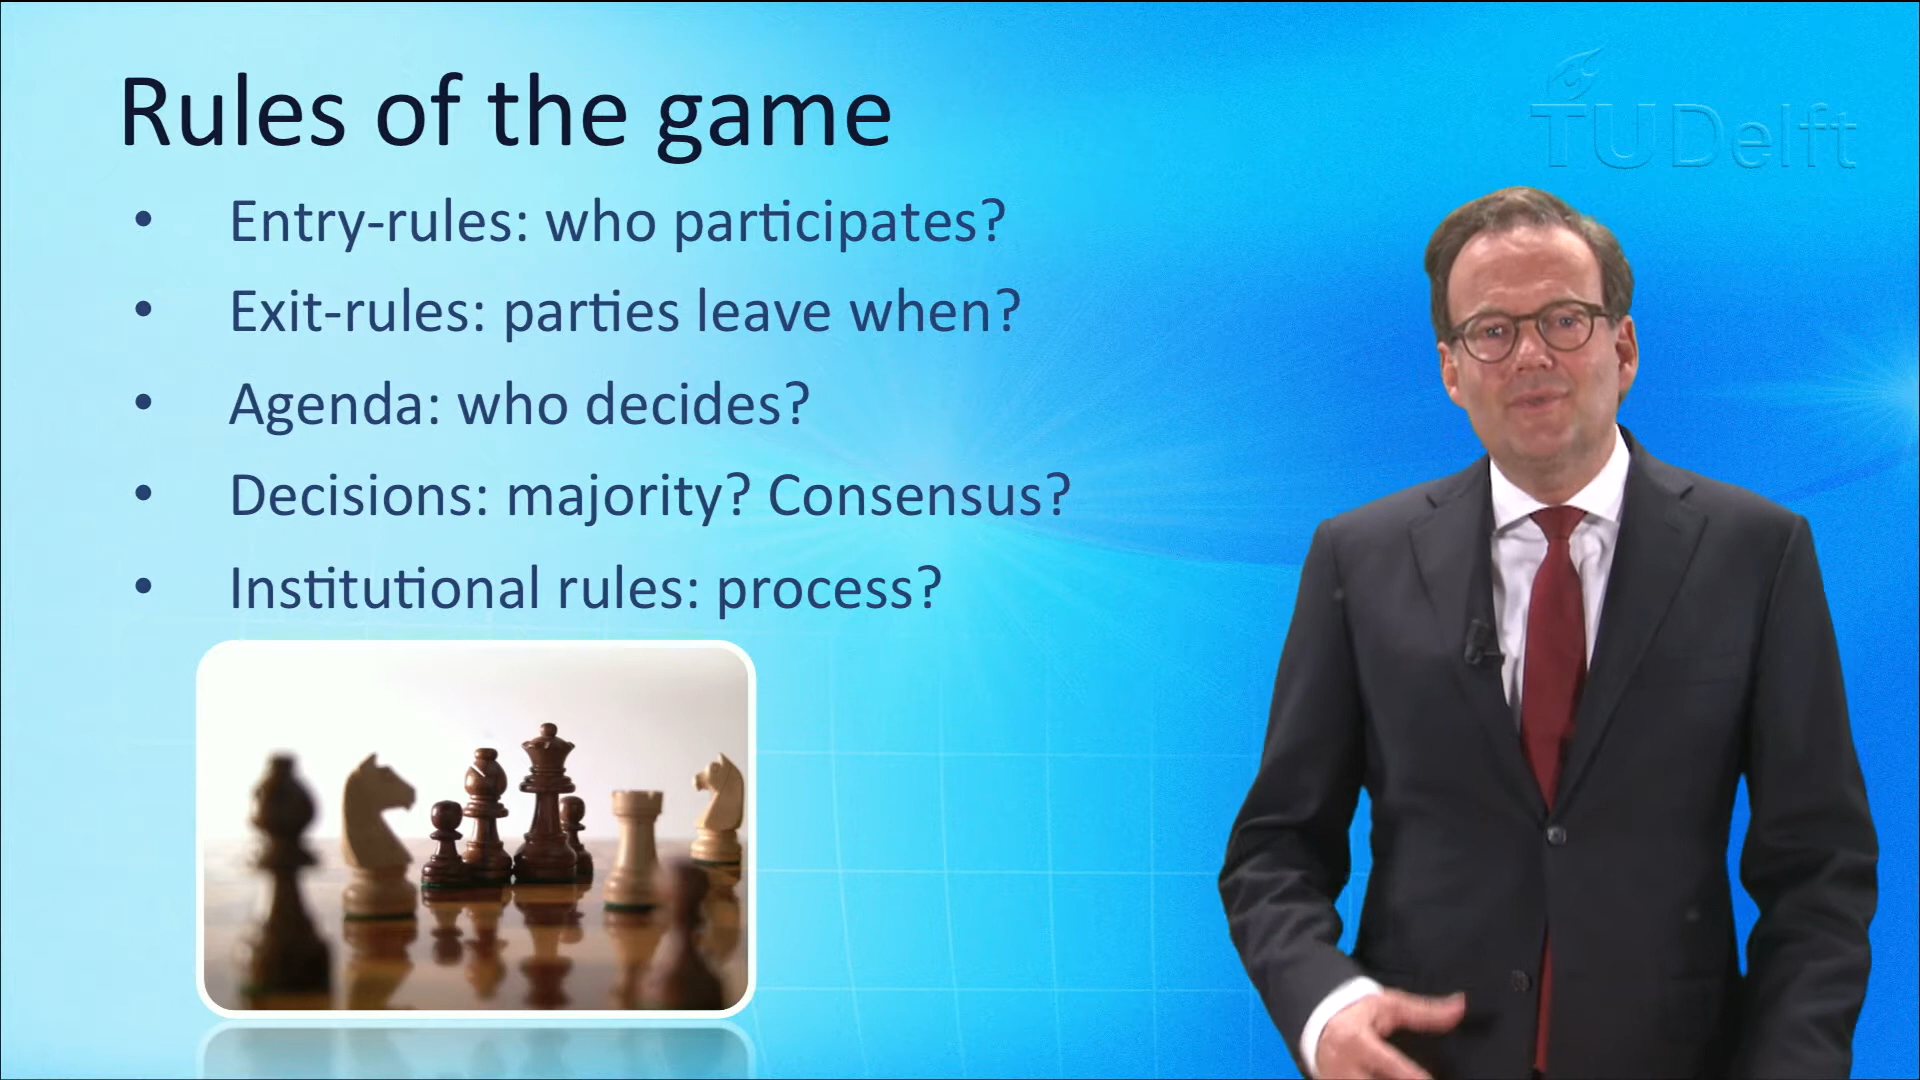 Rules of the game
TU Delft
• Entry-rules: who participates?
• Exit-rules: parties leave when?
• Agenda: who decides?
• Decisions: majority? Consensus?
• Institutional rules: process?